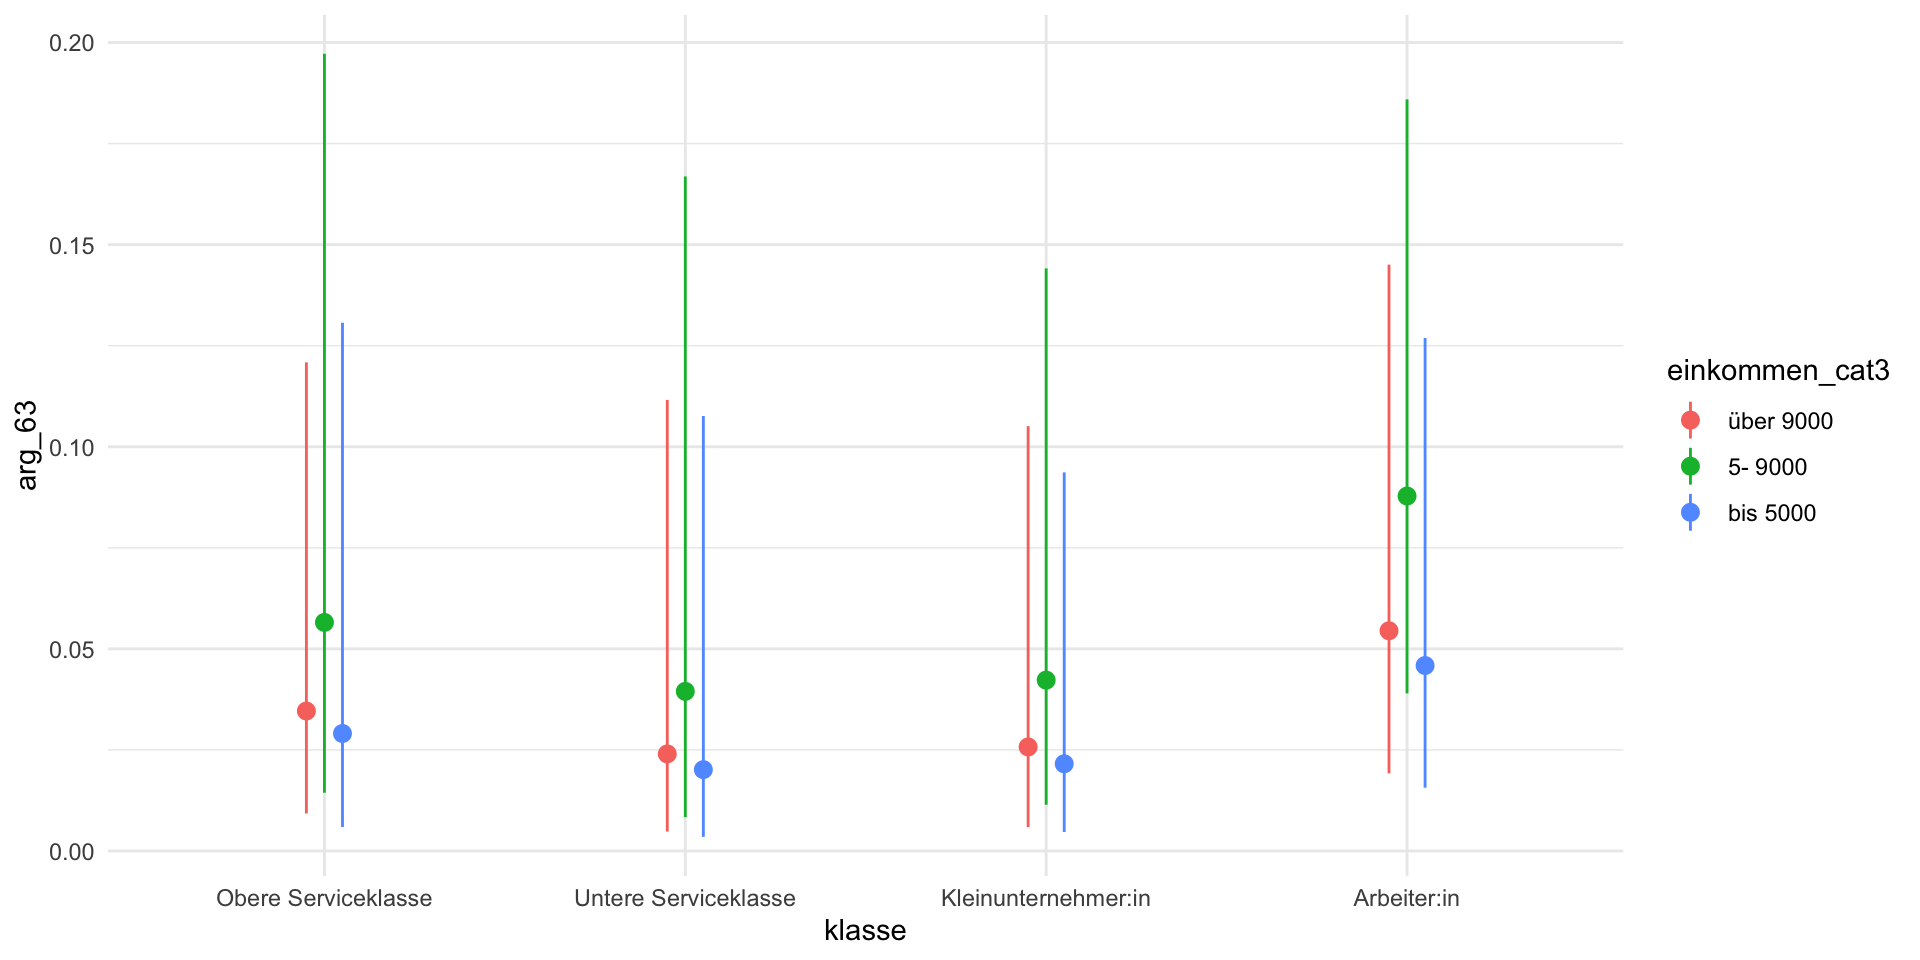 0.20
0.15
0.10
0.05
0.00
arg_63
Obere Serviceklasse
Untere Serviceklasse
Kleinunternehmer:in
Arbeiter:in
klasse
einkommen_cat3
über 9000
5- 9000
bis 5000